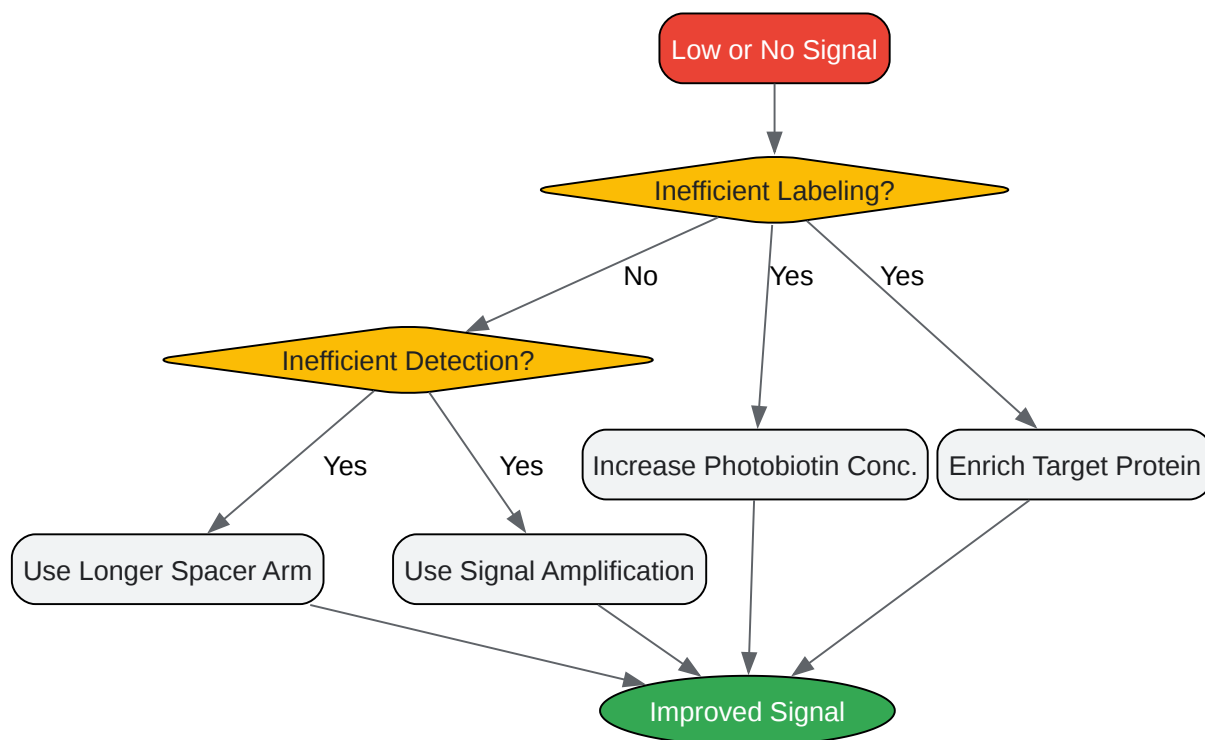 Low or No Signal
Inefficient Labeling?
No
Yes
Yes
Inefficient Detection?
Yes
Yes
Increase Photobiotin Conc.
Enrich Target Protein
Use Longer Spacer Arm
Use Signal Amplification
Improved Signal